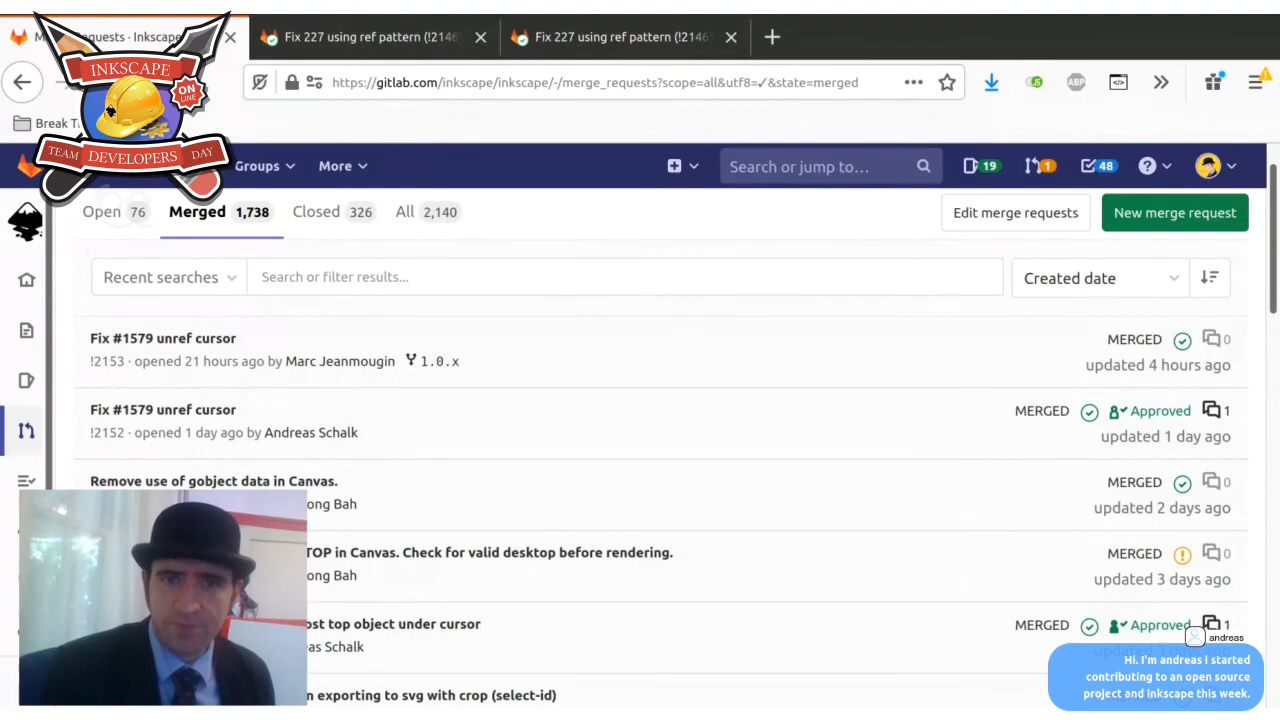 Requests · Inkscape
Fix 227 using ref pattern (!2146
Fix 227 using ref pattern (!2146
INKSCAPE
ON
LINE
TEAM DEVELOPERS DAY
https://gitlab.com/inkscape/inkscape/-/merge_requests?scope=all&utf8=✓&state=merged
ABP
Break
Groups More
Search or jump to…
19 1 48
Open 76 Merged 1,738 Closed 326 All 2,140
Edit merge requests New merge request
Recent searches Search or filter results... Created date
Fix #1579 unref cursor MERGED 0
!2153 · opened 21 hours ago by Marc Jeanmougin 1.0.x updated 4 hours ago
Fix #1579 unref cursor MERGED Approved 1
!2152 · opened 1 day ago by Andreas Schalk updated 1 day ago
Remove use of gobject data in Canvas. MERGED 0
ong Bah updated 2 days ago
TOP in Canvas. Check for valid desktop before rendering. MERGED 0
ong Bah updated 3 days ago
ost top object under cursor MERGED Approved 1
as Schalk
andreas
Hi. I'm andreas I started
contributing to an open source
project and inkscape this week.
n exporting to svg with crop (select-id)